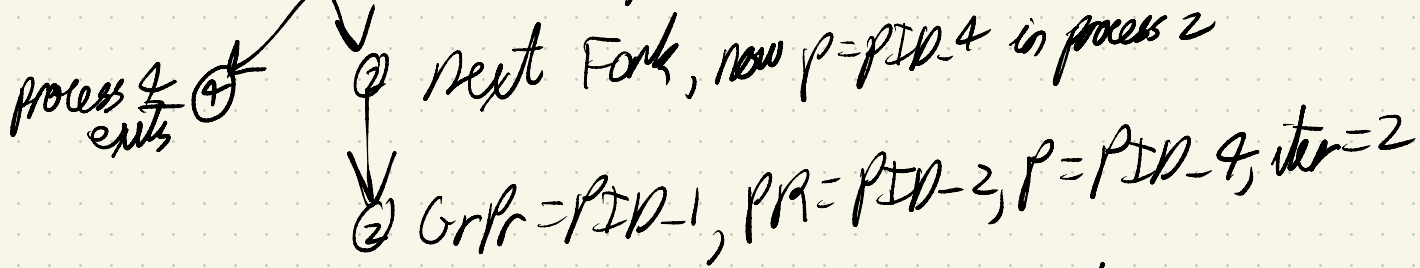 process 4 exits
④
② Next Fork, now p=PID_4 in process 2
② GrPr=PID_1, PR=PID_2, P=PID_4, iter=2